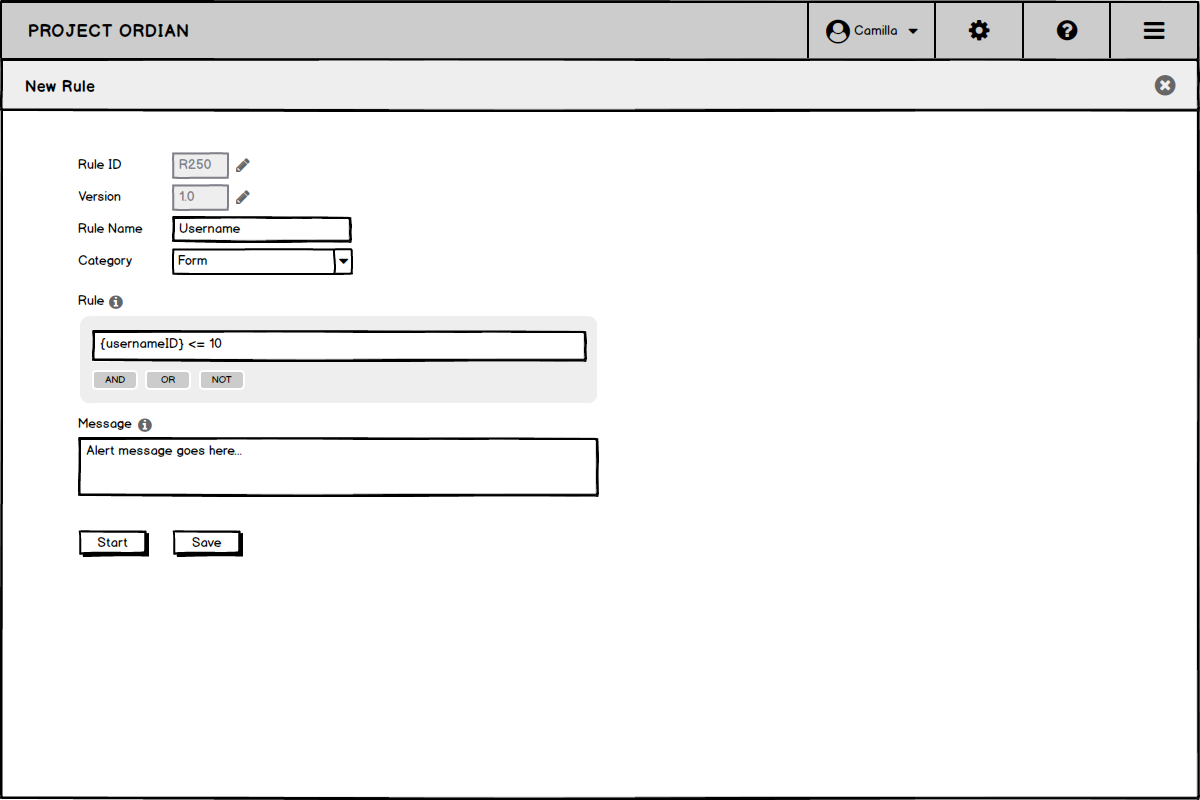 PROJECT ORDIAN
Camilla
New Rule
Rule ID R250
Version 1.0
Rule Name Username
Category Form
Rule
{usernameID} <= 10
AND OR NOT
Message
Alert message goes here...
Start Save